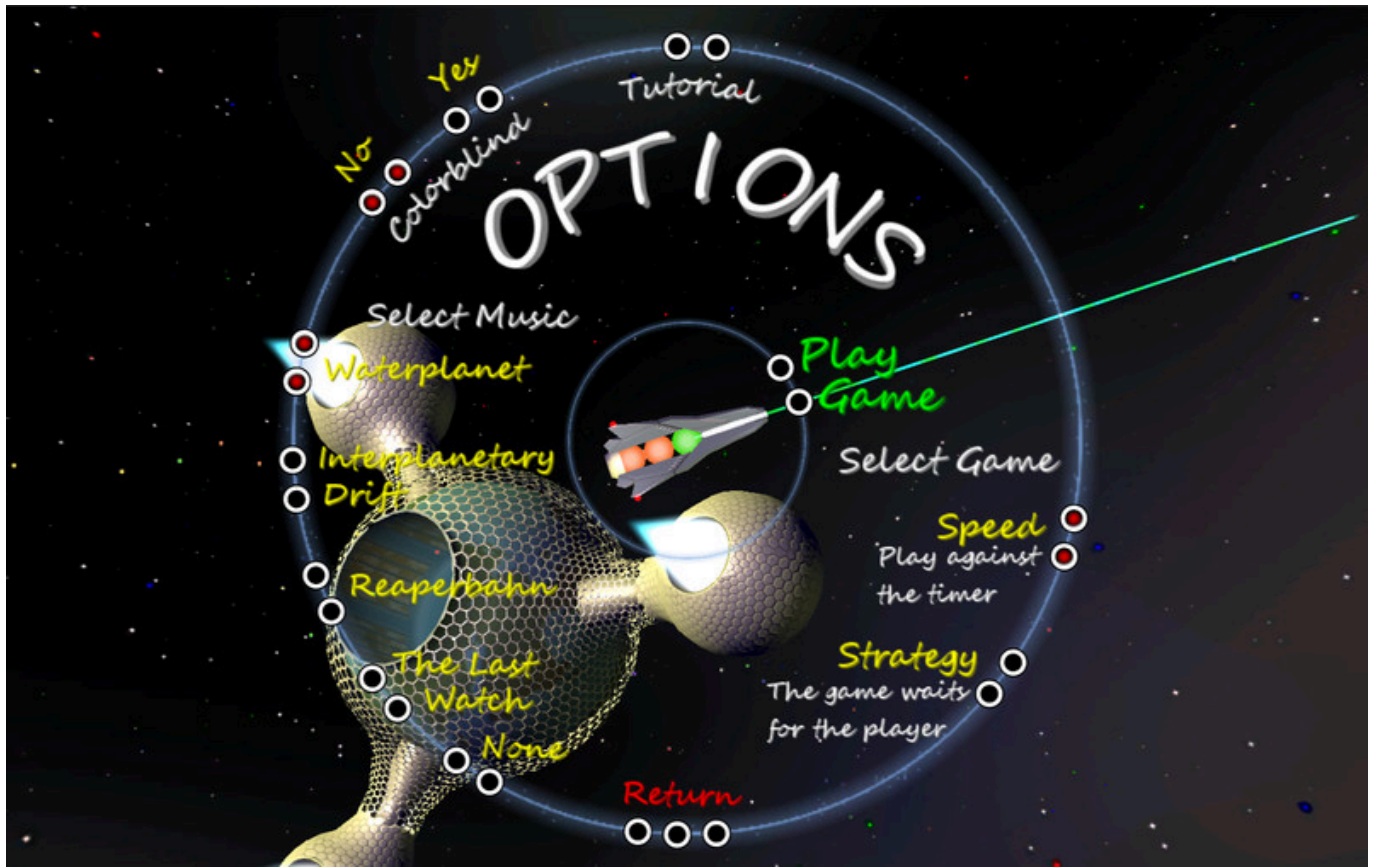 Tutorial
Yes
No
Colorblind
OPTIONS
Select Music
Waterplanet
Interplanetary
Drift
Reaperbahn
The Last
Watch
None
Play
Game
Select Game
Speed
Play against
the timer
Strategy
The game waits
for the player
Return